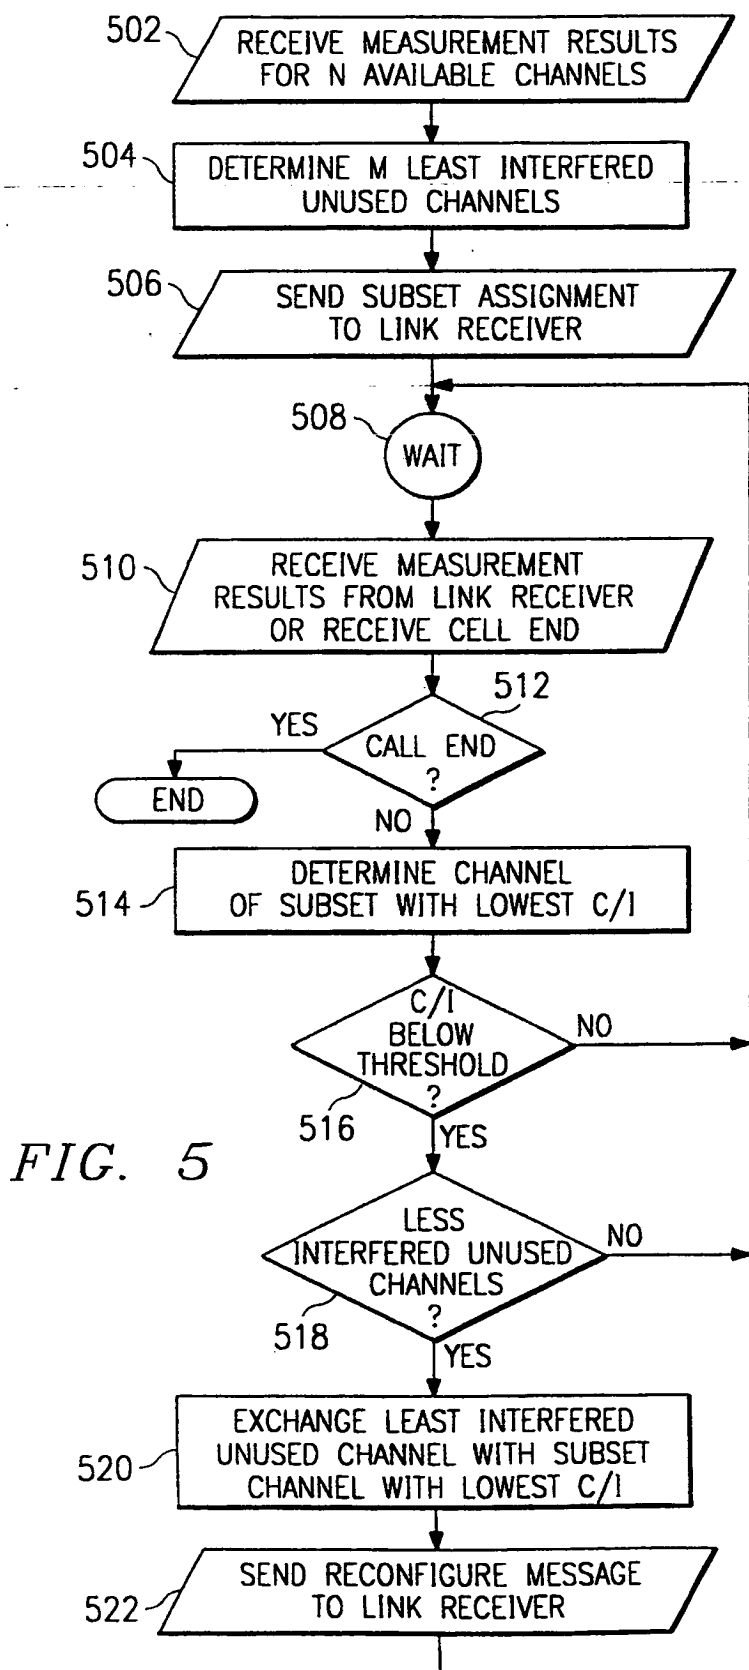 502
RECEIVE MEASUREMENT RESULTS
FOR N AVAILABLE CHANNELS
504
DETERMINE M LEAST INTERFERED
UNUSED CHANNELS
506
SEND SUBSET ASSIGNMENT
TO LINK RECEIVER
508
WAIT
510
RECEIVE MEASUREMENT
RESULTS FROM LINK RECEIVER
OR RECEIVE CELL END
512
YES
CALL END
?
END
NO
514
DETERMINE CHANNEL
OF SUBSET WITH LOWEST C/I
C/I
BELOW
THRESHOLD
?
NO
516
YES
FIG. 5
LESS
INTERFERED UNUSED
CHANNELS
?
NO
518
YES
520
EXCHANGE LEAST INTERFERED
UNUSED CHANNEL WITH SUBSET
CHANNEL WITH LOWEST C/I
522
SEND RECONFIGURE MESSAGE
TO LINK RECEIVER